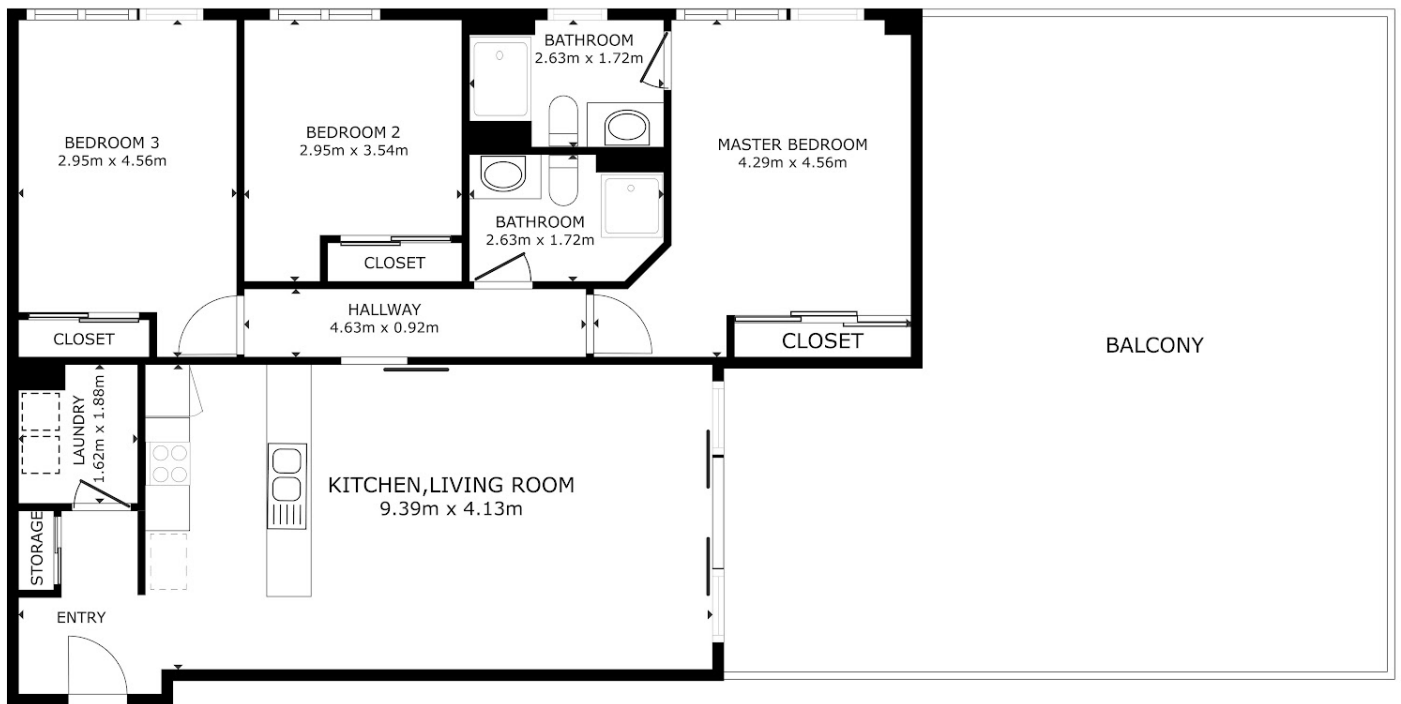 BATHROOM
2.63m x 1.72m
BEDROOM 3
2.95m x 4.56m
BEDROOM 2
2.95m x 3.54m
MASTER BEDROOM
4.29m x 4.56m
BATHROOM
2.63m x 1.72m
CLOSET
HALLWAY
4.63m x 0.92m
CLOSET
CLOSET
BALCONY
LAUNDRY
1.62m x 1.88m
KITCHEN,LIVING ROOM
9.39m x 4.13m
STORAGE
ENTRY